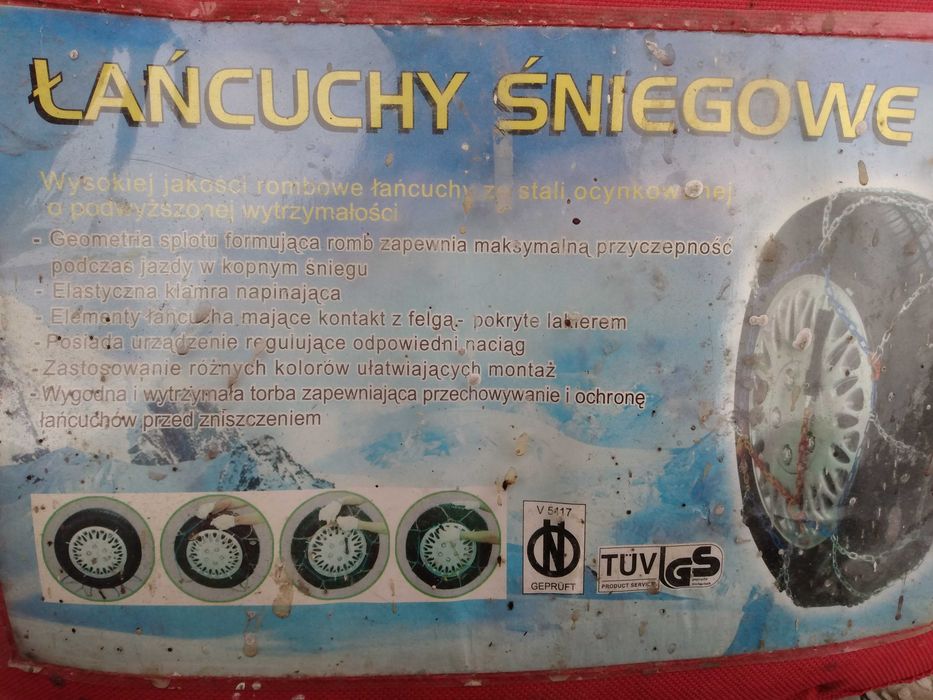 ŁAŃCUCHY ŚNIEGOWE
Wysokiej jakości rombowe łańcuchy ze stali ocynkowanej
o podwyższonej wytrzymałości
- Geometria splotu formująca romb zapewnia maksymalną przyczepność
podczas jazdy w kopnym śniegu
- Elastyczna klamra napinająca
- Elementy łańcucha mające kontakt z felgą- pokryte lakierem
- Posiada urządzenie regulujące odpowiedni naciąg
- Zastosowanie różnych kolorów ułatwiających montaż
- Wygodna i wytrzymała torba zapewniająca przechowywanie i ochronę
łańcuchów przed zniszczeniem
V 5117
N
GEPRÜFT
TÜV
PRODUCT SERVICE
GS